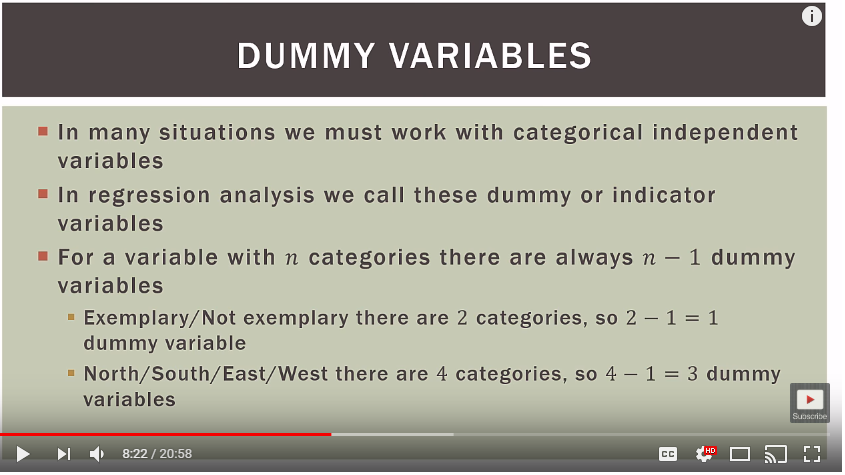 DUMMY VARIABLES
In many situations we must work with categorical independent
variables
In regression analysis we call these dummy or indicator
variables
For a variable with n categories there are always n − 1 dummy
variables
Exemplary/Not exemplary there are 2 categories, so 2 − 1 = 1
dummy variable
North/South/East/West there are 4 categories, so 4 − 1 = 3 dummy
variables
Subscribe
8:22 / 20:58
CC
HD